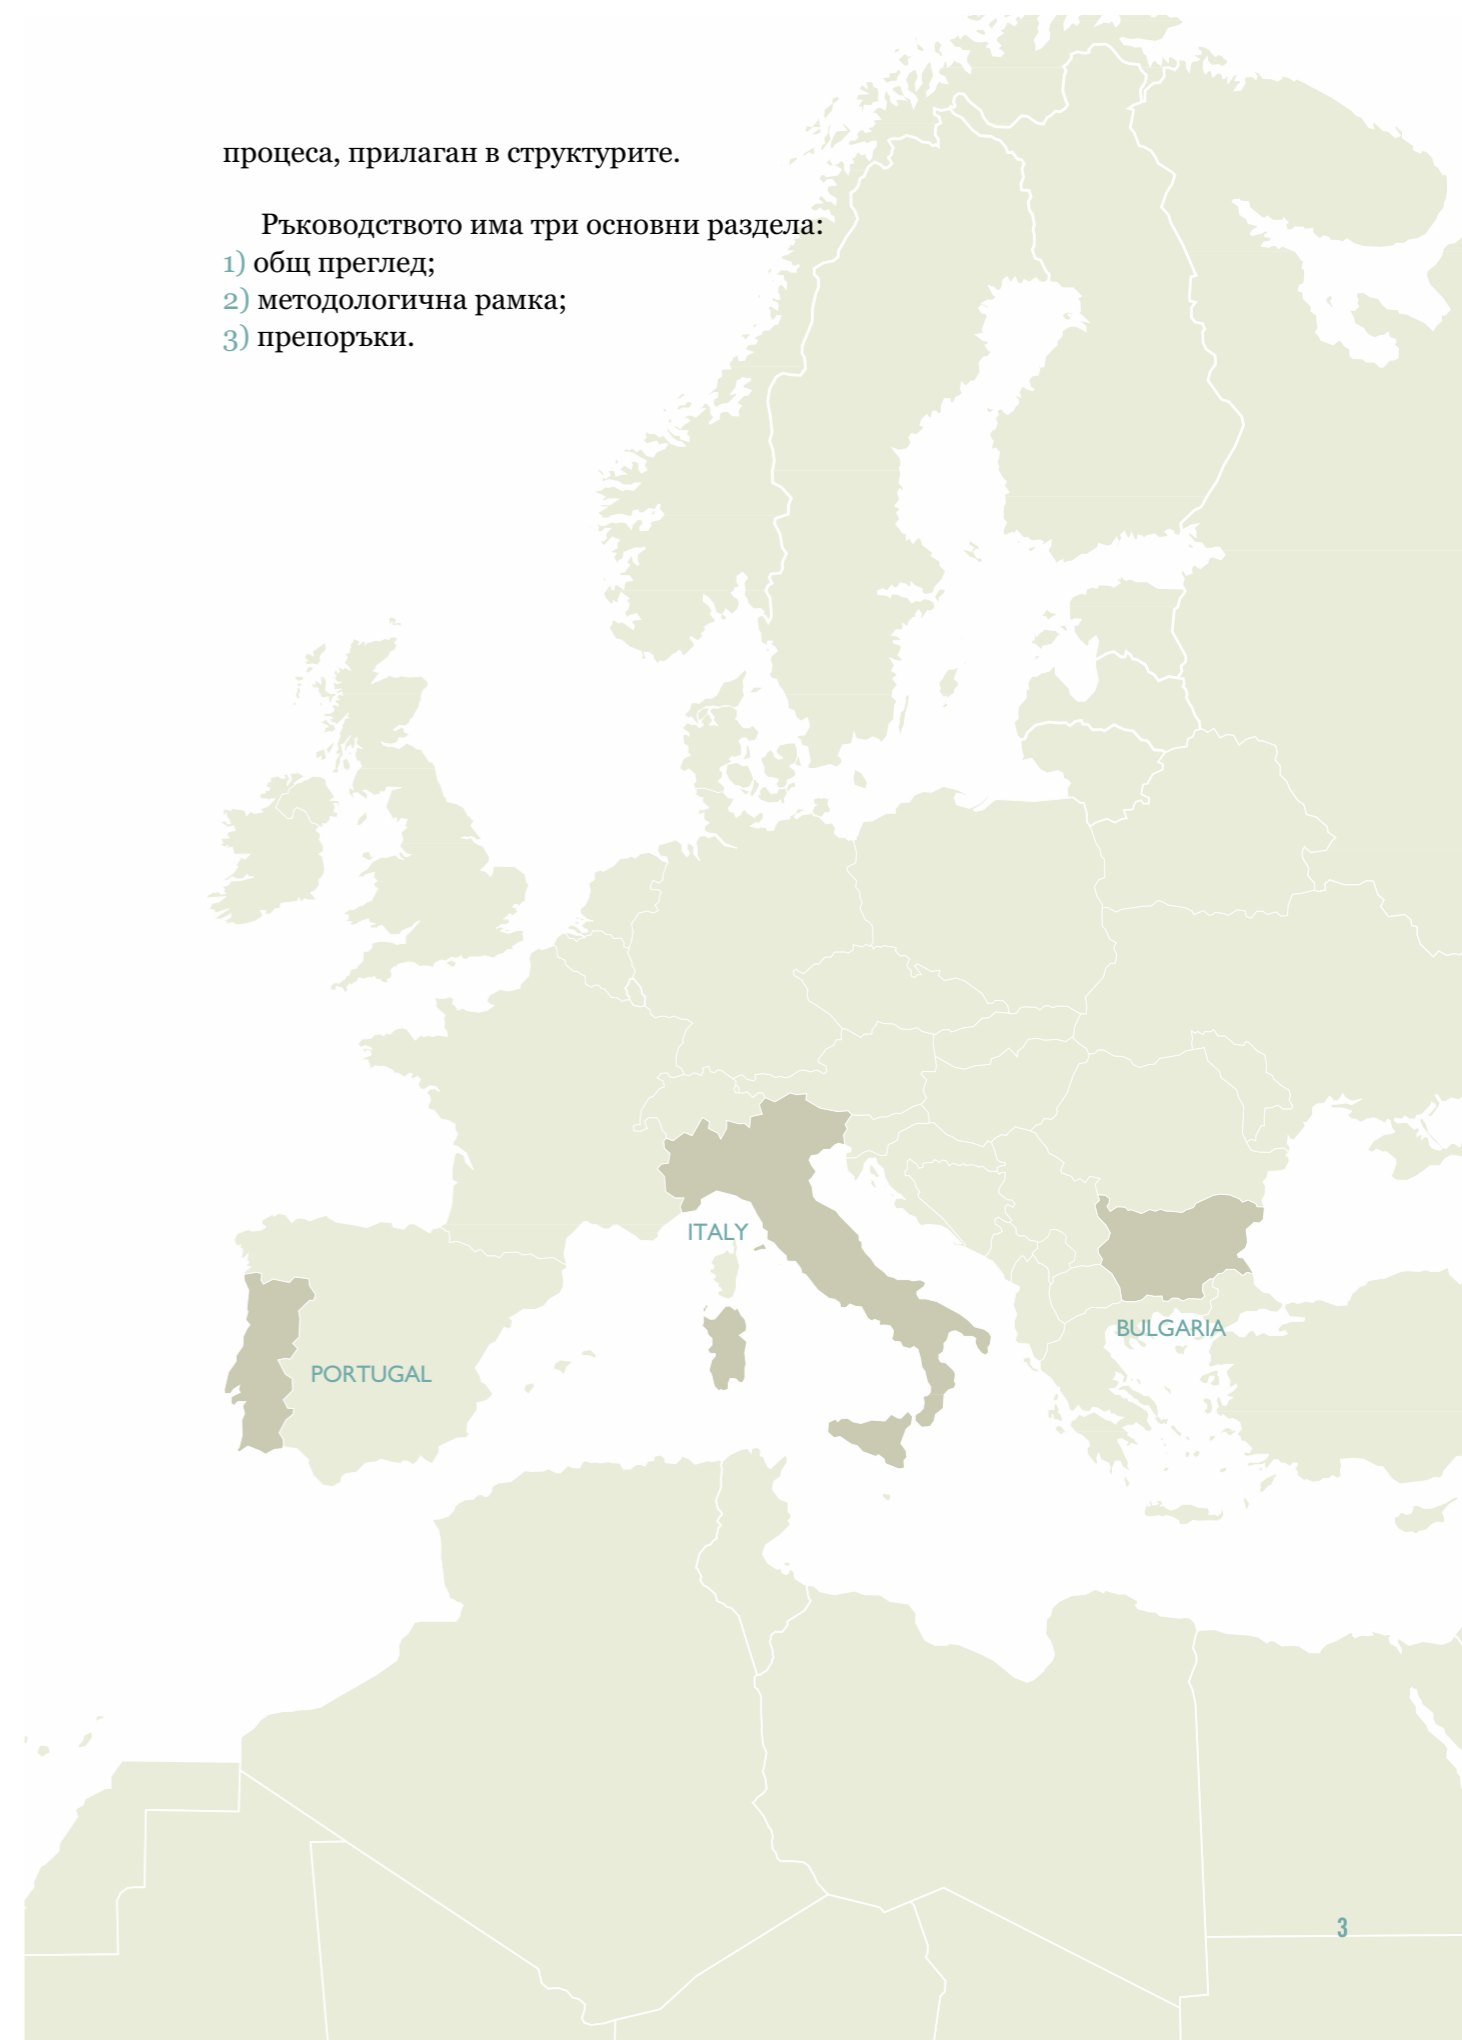 процеса, прилаган в структурите.
Ръководството има три основни раздела:
1) общ преглед;
2) методологична рамка;
3) препоръки.
ITALY
BULGARIA
PORTUGAL
3